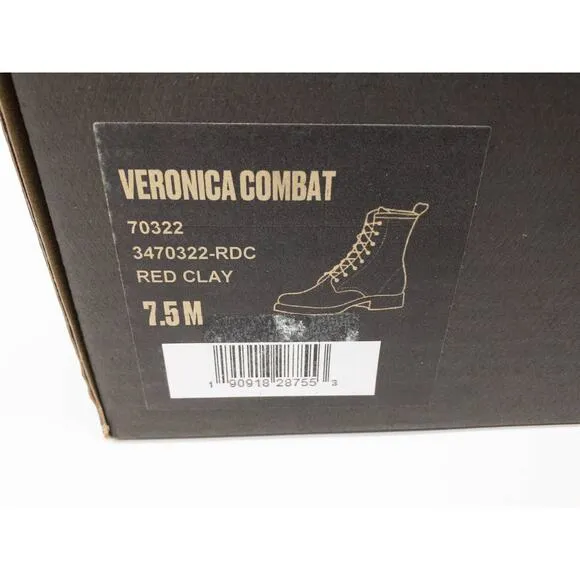 VERONICA COMBAT
70322
3470322-RDC
RED CLAY
7.5 M
1 90918 28755 3